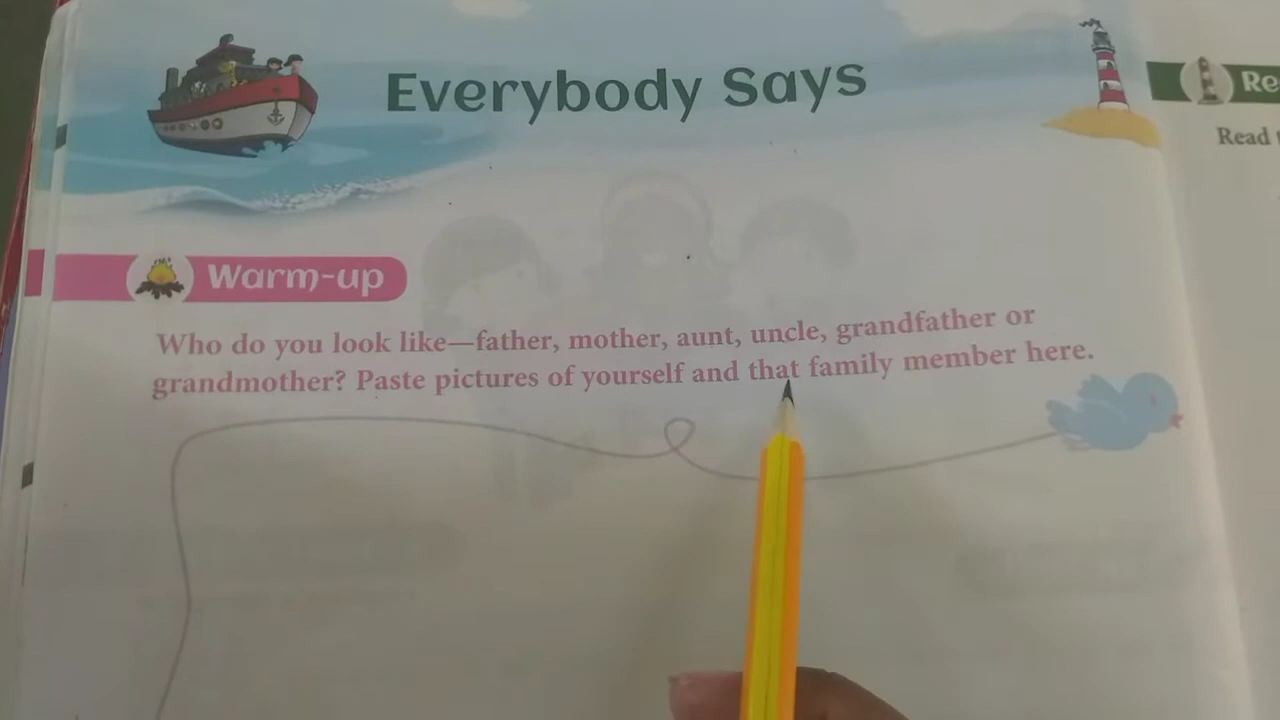 Everybody Says
Warm-up
Who do you look like—father, mother, aunt, uncle, grandfather or
grandmother? Paste pictures of yourself and that family member here.
Re
Read